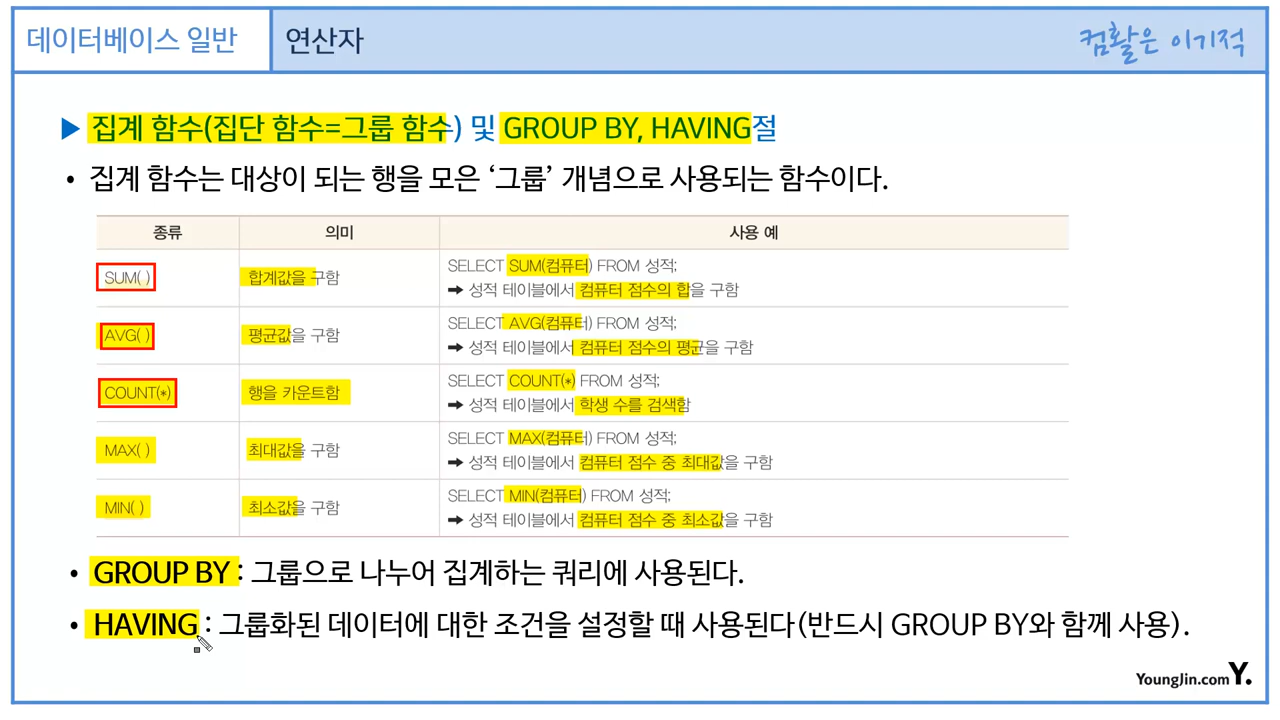 데이터베이스 일반
연산자
컴활은 이기적
▶ 집계 함수(집단 함수=그룹 함수) 및 GROUP BY, HAVING절
• 집계 함수는 대상이 되는 행을 모은 ‘그룹’ 개념으로 사용되는 함수이다.
종류 의미 사용 예
SUM( ) 합계값을 구함 SELECT SUM(컴퓨터) FROM 성적;
➡ 성적 테이블에서 컴퓨터 점수의 합을 구함
AVG( ) 평균값을 구함 SELECT AVG(컴퓨터) FROM 성적;
➡ 성적 테이블에서 컴퓨터 점수의 평균을 구함
COUNT(*) 행을 카운트함 SELECT COUNT(*) FROM 성적;
➡ 성적 테이블에서 학생 수를 검색함
MAX( ) 최대값을 구함 SELECT MAX(컴퓨터) FROM 성적;
➡ 성적 테이블에서 컴퓨터 점수 중 최대값을 구함
MIN( ) 최소값을 구함 SELECT MIN(컴퓨터) FROM 성적;
➡ 성적 테이블에서 컴퓨터 점수 중 최소값을 구함
• GROUP BY : 그룹으로 나누어 집계하는 쿼리에 사용된다.
• HAVING : 그룹화된 데이터에 대한 조건을 설정할 때 사용된다(반드시 GROUP BY와 함께 사용).
YoungJin.com Y.